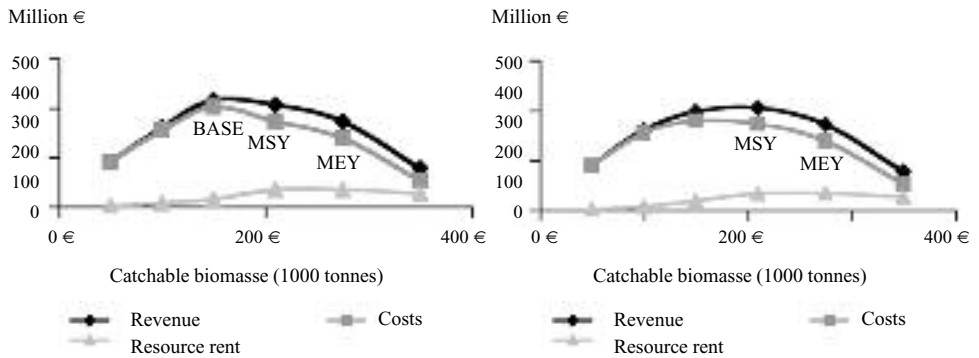 Million €
500
400
300
200
100
0
BASE
MSY
MEY
0 €
200 €
400 €
Catchable biomasse (1000 tonnes)
Revenue
Costs
Resource rent
Million €
500
400
300
200
100
0
MSY
MEY
0 €
200 €
400 €
Catchable biomasse (1000 tonnes)
Revenue
Costs
Resource rent